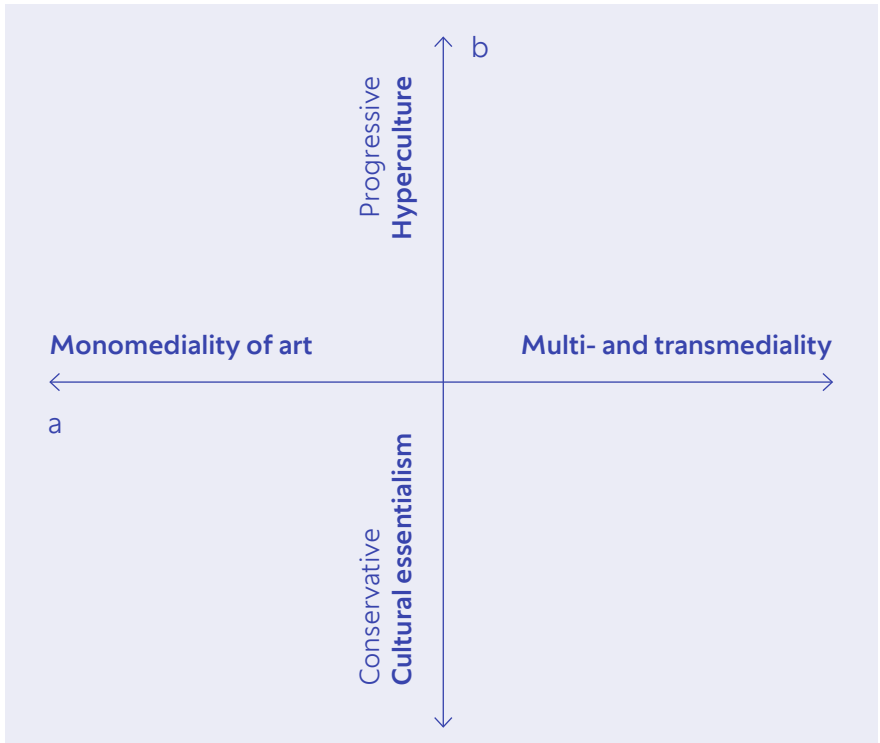 b
Progressive
Hyperculture
Monomediality of art
Multi- and transmediality
a
Conservative
Cultural essentialism